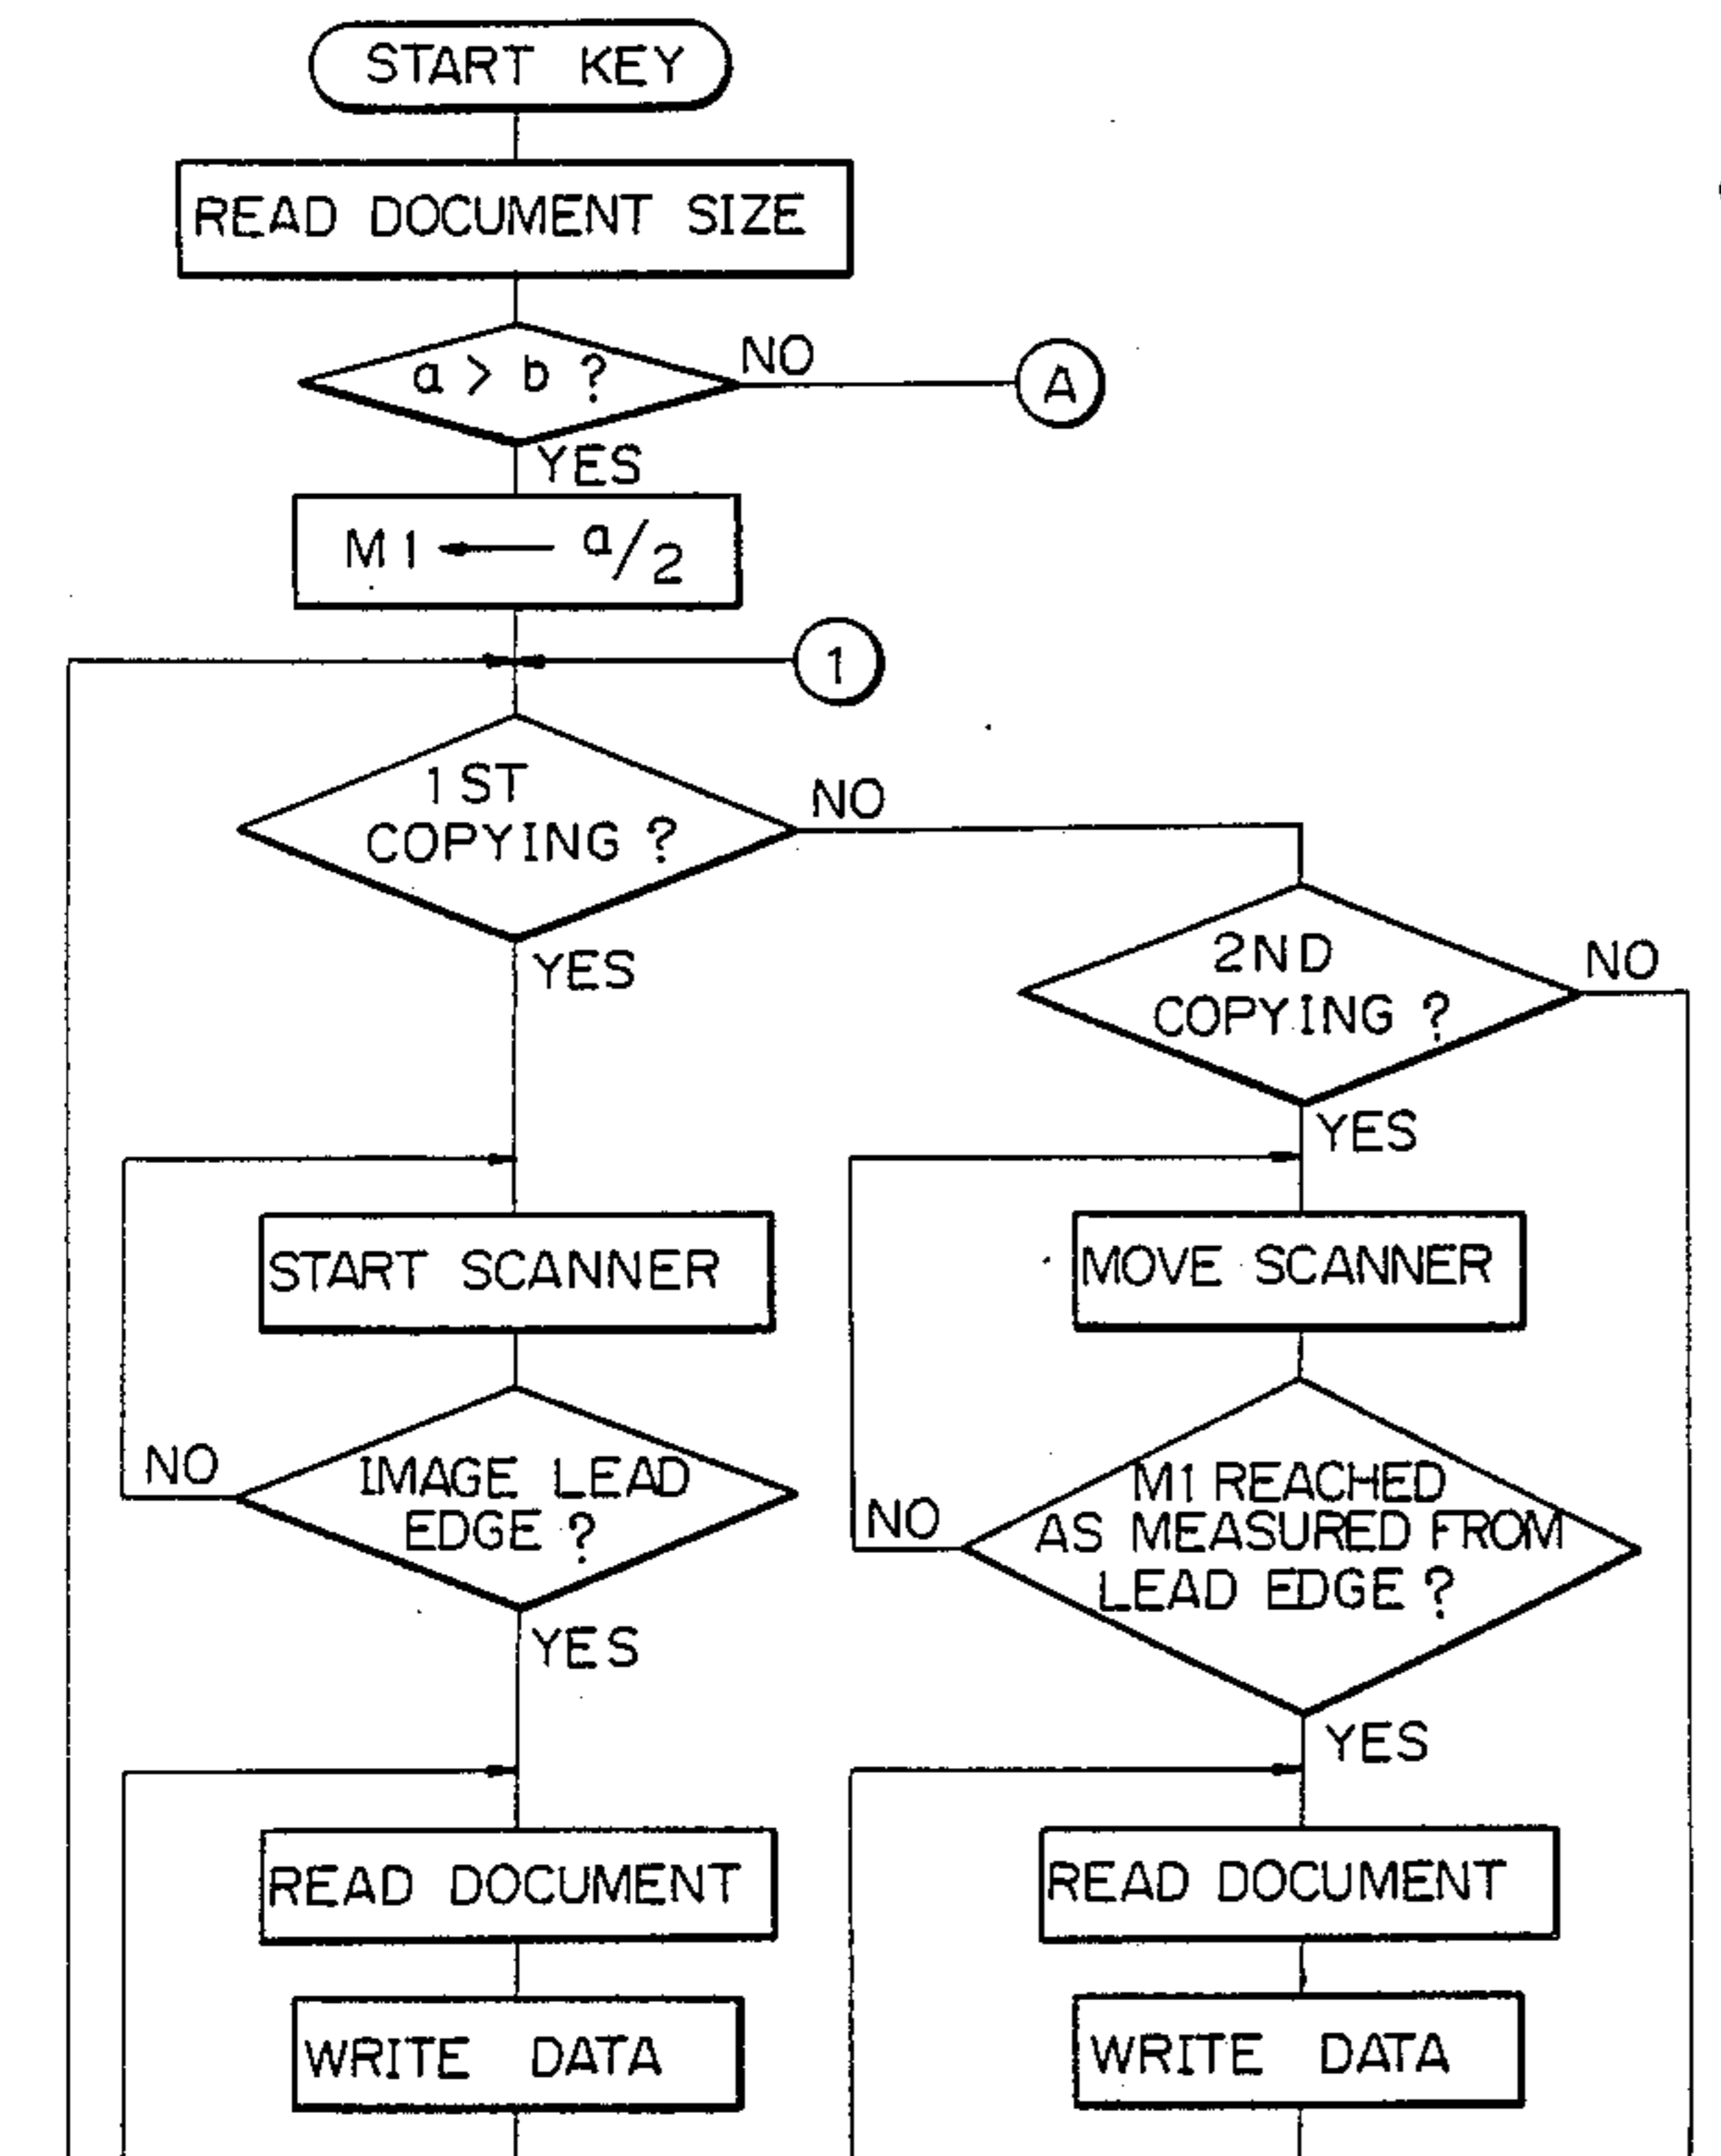 START KEY
READ DOCUMENT SIZE
a > b ?
NO
A
YES
M1 ← a/2
1
1ST
COPYING ?
NO
YES
2ND
COPYING ?
NO
YES
START SCANNER
MOVE SCANNER
IMAGE LEAD
EDGE ?
NO
YES
M1 REACHED
AS MEASURED FROM
LEAD EDGE ?
NO
YES
READ DOCUMENT
READ DOCUMENT
WRITE DATA
WRITE DATA